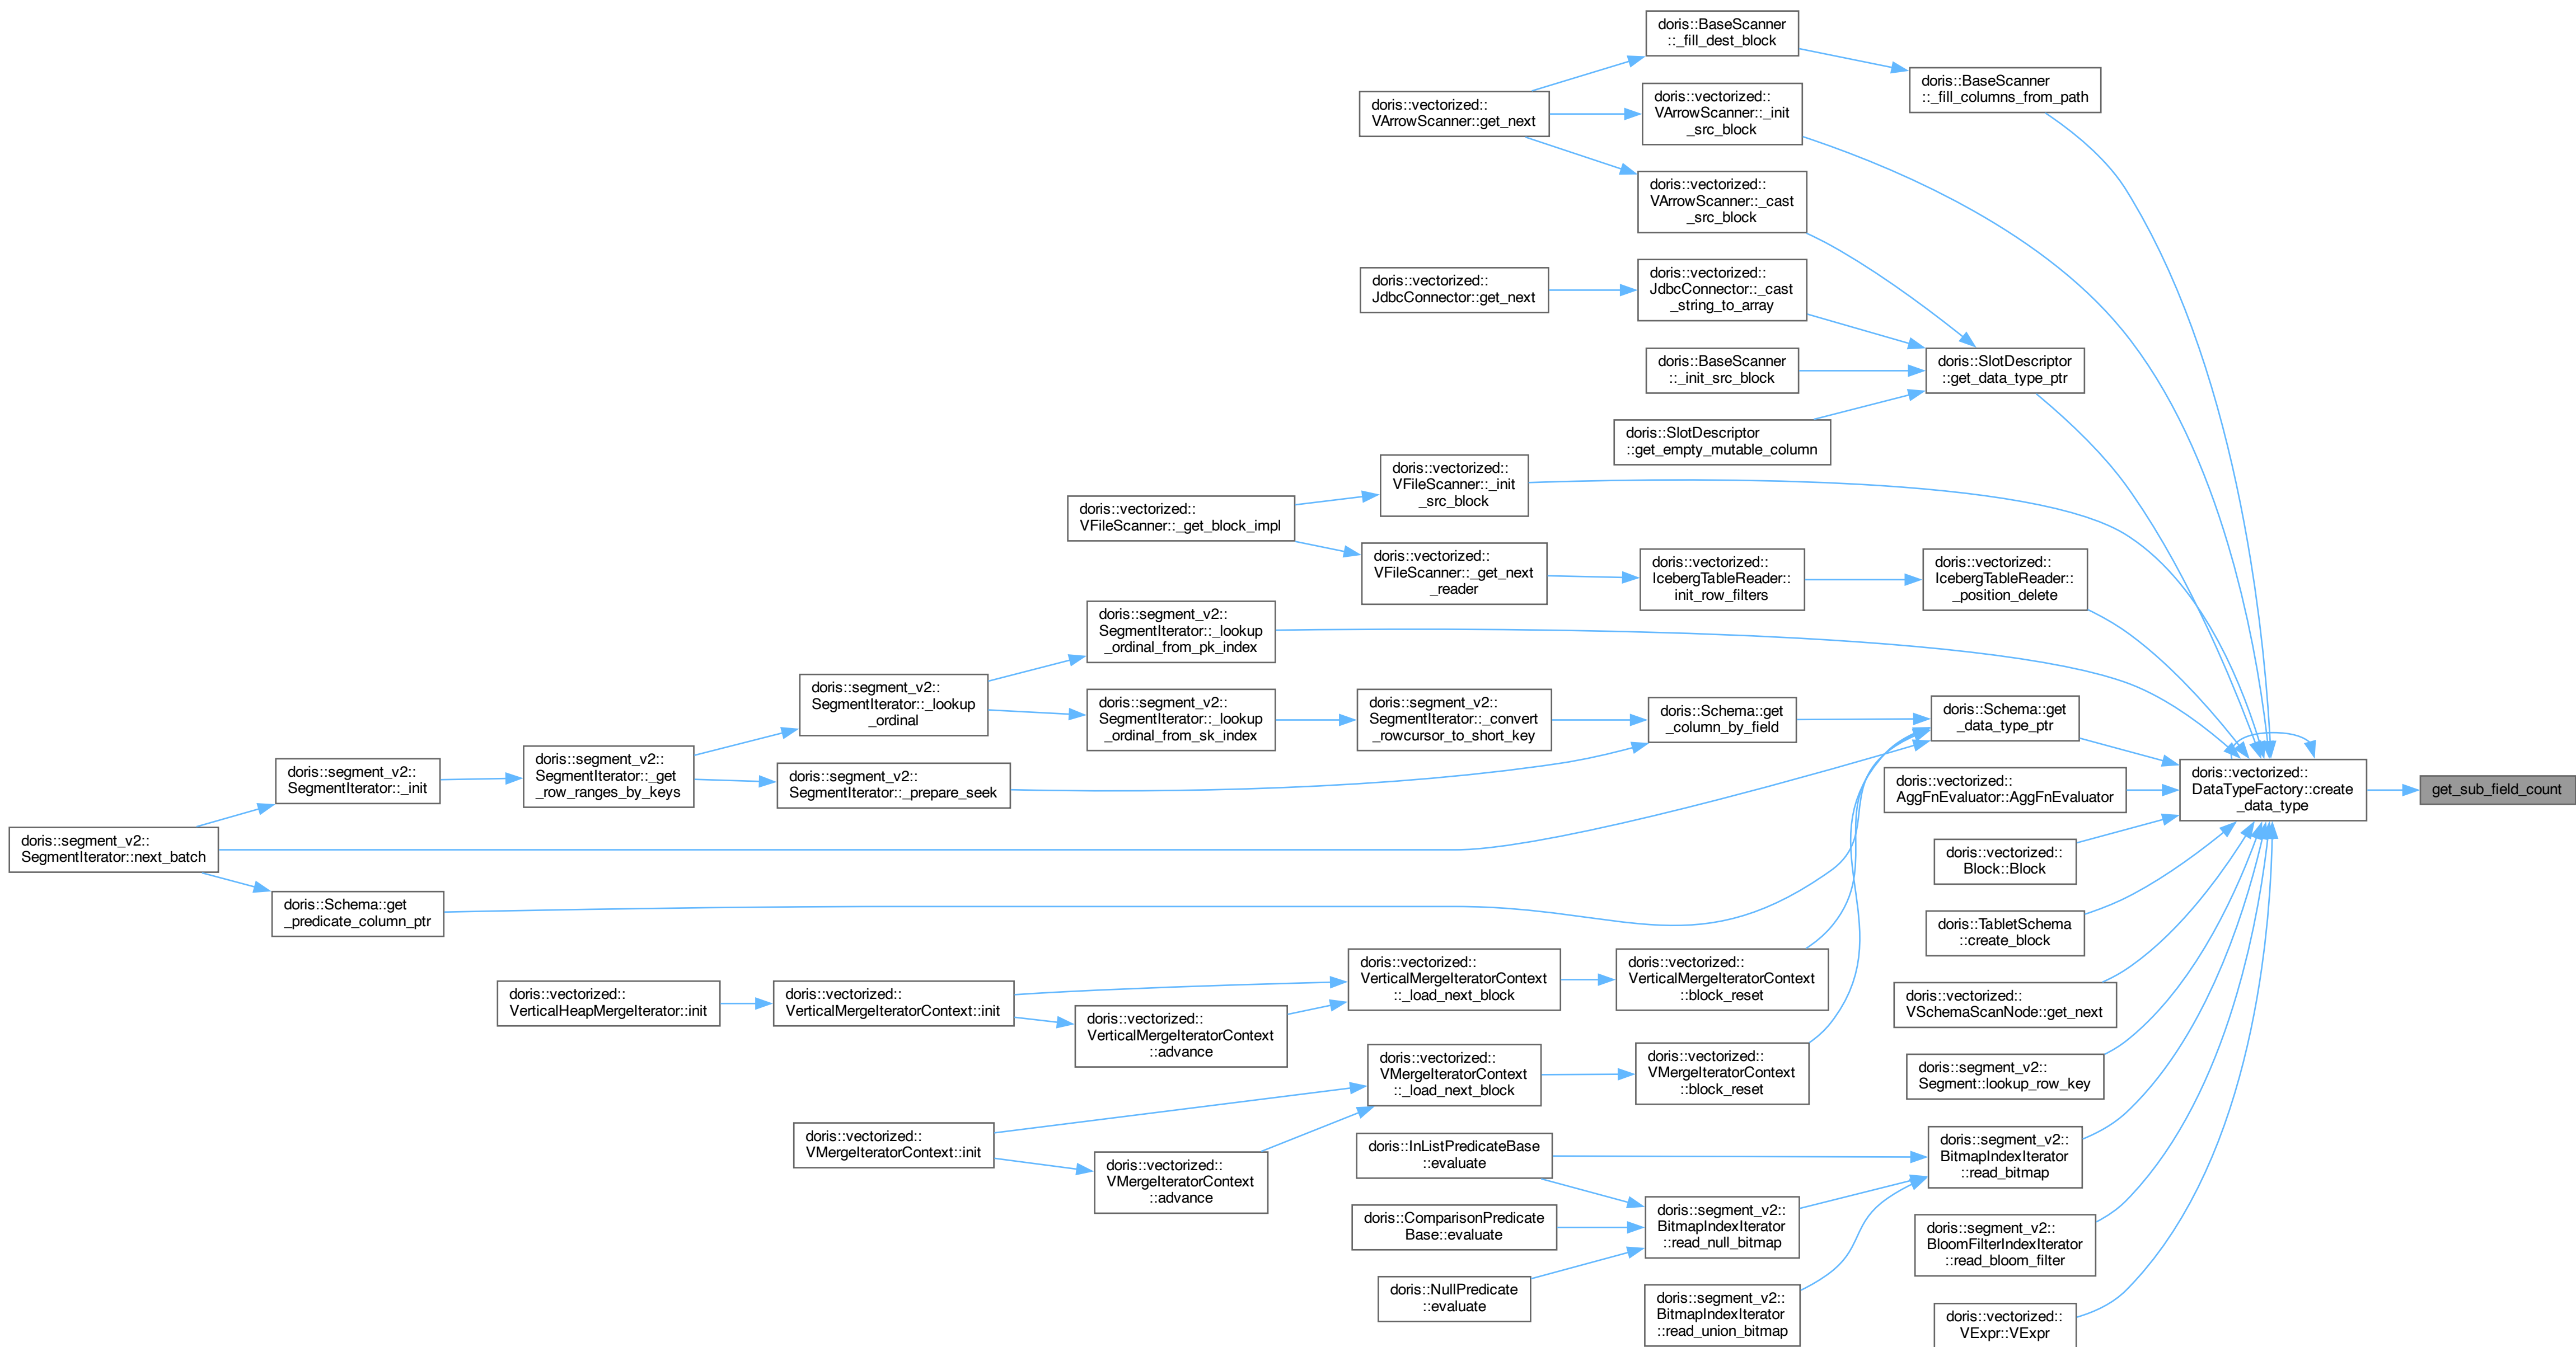 doris::BaseScanner
::_fill_dest_block
doris::BaseScanner
::_fill_columns_from_path
doris::vectorized::
VArrowScanner::get_next
doris::vectorized::
VArrowScanner::_init
_src_block
doris::vectorized::
VArrowScanner::_cast
_src_block
doris::vectorized::
JdbcConnector::get_next
doris::vectorized::
JdbcConnector::_cast
_string_to_array
doris::BaseScanner
::_init_src_block
doris::SlotDescriptor
::get_data_type_ptr
doris::SlotDescriptor
::get_empty_mutable_column
doris::vectorized::
VFileScanner::_init
_src_block
doris::vectorized::
VFileScanner::_get_block_impl
doris::vectorized::
VFileScanner::_get_next
_reader
doris::vectorized::
IcebergTableReader::
init_row_filters
doris::vectorized::
IcebergTableReader::
_position_delete
doris::segment_v2::
SegmentIterator::_lookup
_ordinal_from_pk_index
doris::segment_v2::
SegmentIterator::_lookup
_ordinal
doris::segment_v2::
SegmentIterator::_lookup
_ordinal_from_sk_index
doris::segment_v2::
SegmentIterator::_convert
_rowcursor_to_short_key
doris::Schema::get
_column_by_field
doris::Schema::get
_data_type_ptr
doris::segment_v2::
SegmentIterator::_init
doris::segment_v2::
SegmentIterator::_get
_row_ranges_by_keys
doris::segment_v2::
SegmentIterator::_prepare_seek
doris::vectorized::
AggFnEvaluator::AggFnEvaluator
doris::vectorized::
DataTypeFactory::create
_data_type
get_sub_field_count
doris::segment_v2::
SegmentIterator::next_batch
doris::vectorized::
Block::Block
doris::Schema::get
_predicate_column_ptr
doris::TabletSchema
::create_block
doris::vectorized::
VerticalHeapMergeIterator::init
doris::vectorized::
VerticalMergeIteratorContext::init
doris::vectorized::
VerticalMergeIteratorContext
::advance
doris::vectorized::
VerticalMergeIteratorContext
::_load_next_block
doris::vectorized::
VerticalMergeIteratorContext
::block_reset
doris::vectorized::
VSchemaScanNode::get_next
doris::vectorized::
VMergeIteratorContext
::_load_next_block
doris::vectorized::
VMergeIteratorContext
::block_reset
doris::segment_v2::
Segment::lookup_row_key
doris::vectorized::
VMergeIteratorContext::init
doris::vectorized::
VMergeIteratorContext
::advance
doris::InListPredicateBase
::evaluate
doris::segment_v2::
BitmapIndexIterator
::read_bitmap
doris::ComparisonPredicate
Base::evaluate
doris::segment_v2::
BitmapIndexIterator
::read_null_bitmap
doris::segment_v2::
BloomFilterIndexIterator
::read_bloom_filter
doris::NullPredicate
::evaluate
doris::segment_v2::
BitmapIndexIterator
::read_union_bitmap
doris::vectorized::
VExpr::VExpr